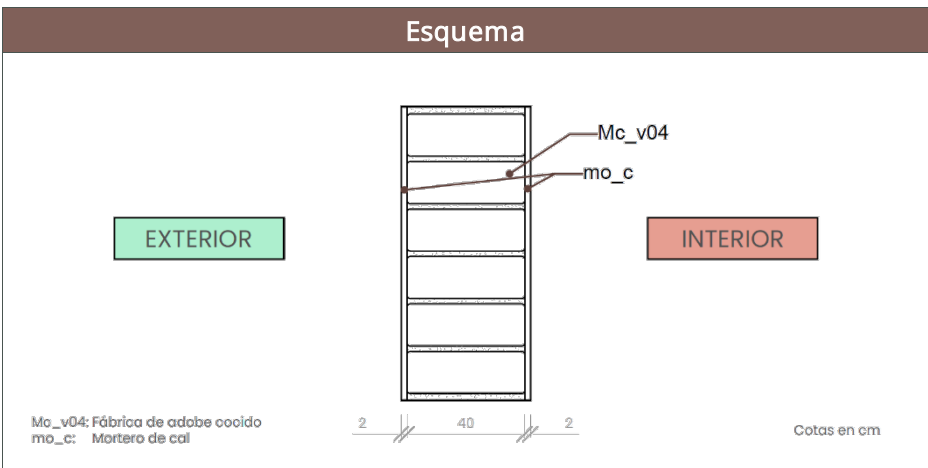 Esquema
Mc_v04
mo_c
EXTERIOR
INTERIOR
Mc_v04: Fábrica de adobe cocido
mo_c: Mortero de cal
2
40
2
Cotas en cm